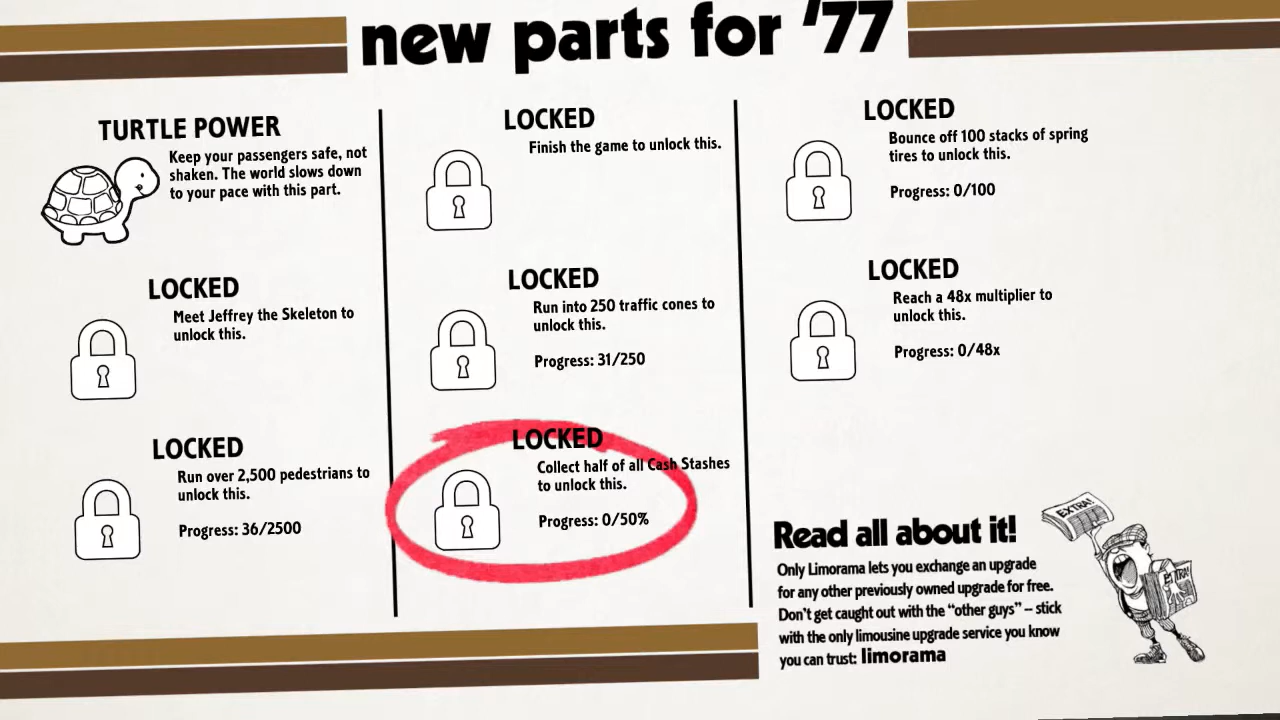 new parts for '77
TURTLE POWER
Keep your passengers safe, not
shaken. The world slows down
to your pace with this part.
LOCKED
Meet Jeffrey the Skeleton to
unlock this.
LOCKED
Run over 2,500 pedestrians to
unlock this.
Progress: 36/2500
LOCKED
Finish the game to unlock this.
LOCKED
Run into 250 traffic cones to
unlock this.
Progress: 31/250
LOCKED
Collect half of all Cash Stashes
to unlock this.
Progress: 0/50%
LOCKED
Bounce off 100 stacks of spring
tires to unlock this.
Progress: 0/100
LOCKED
Reach a 48x multiplier to
unlock this.
Progress: 0/48x
Read all about it!
Only Limorama lets you exchange an upgrade
for any other previously owned upgrade for free.
Don't get caught out with the "other guys" – stick
with the only limousine upgrade service you know
you can trust: limorama
EXTRA!
EXTRA!